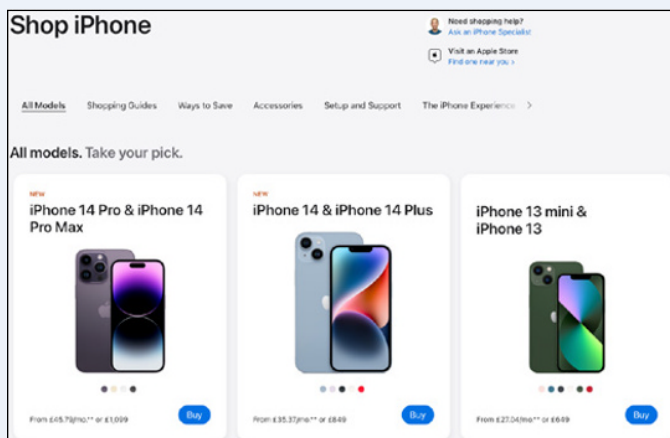 Shop iPhone
Need shopping help?
Ask an iPhone Specialist
Visit an Apple Store
Find one near you >
All Models Shopping Guides Ways to Save Accessories Setup and Support The iPhone Experience >
All models. Take your pick.
NEW
iPhone 14 Pro & iPhone 14
Pro Max
From £45.79/mo.** or £1,099
Buy
NEW
iPhone 14 & iPhone 14 Plus
From £35.37/mo** or £849
Buy
iPhone 13 mini &
iPhone 13
From £27.04/mo** or £649
Buy